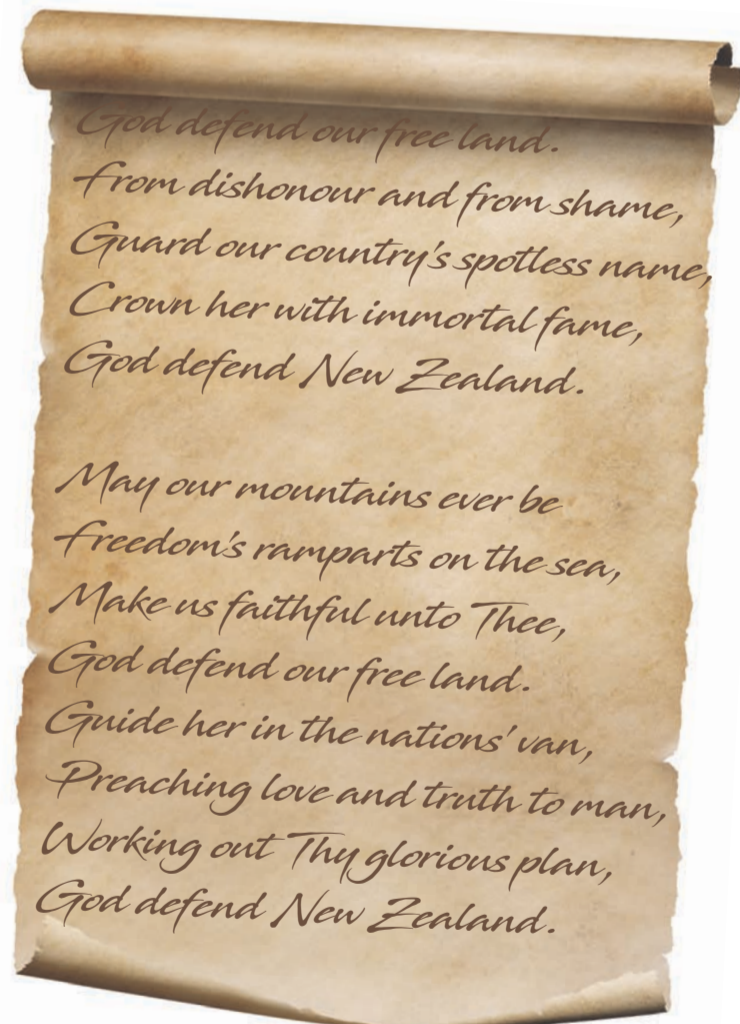 God defend our free land.
From dishonour and from shame,
Guard our country's spotless name,
Crown her with immortal fame,
God defend New Zealand.
May our mountains ever be
Freedom's ramparts on the sea,
Make us faithful unto Thee,
God defend our free land.
Guide her in the nations' van,
Preaching love and truth to man,
Working out Thy glorious plan,
God defend New Zealand.